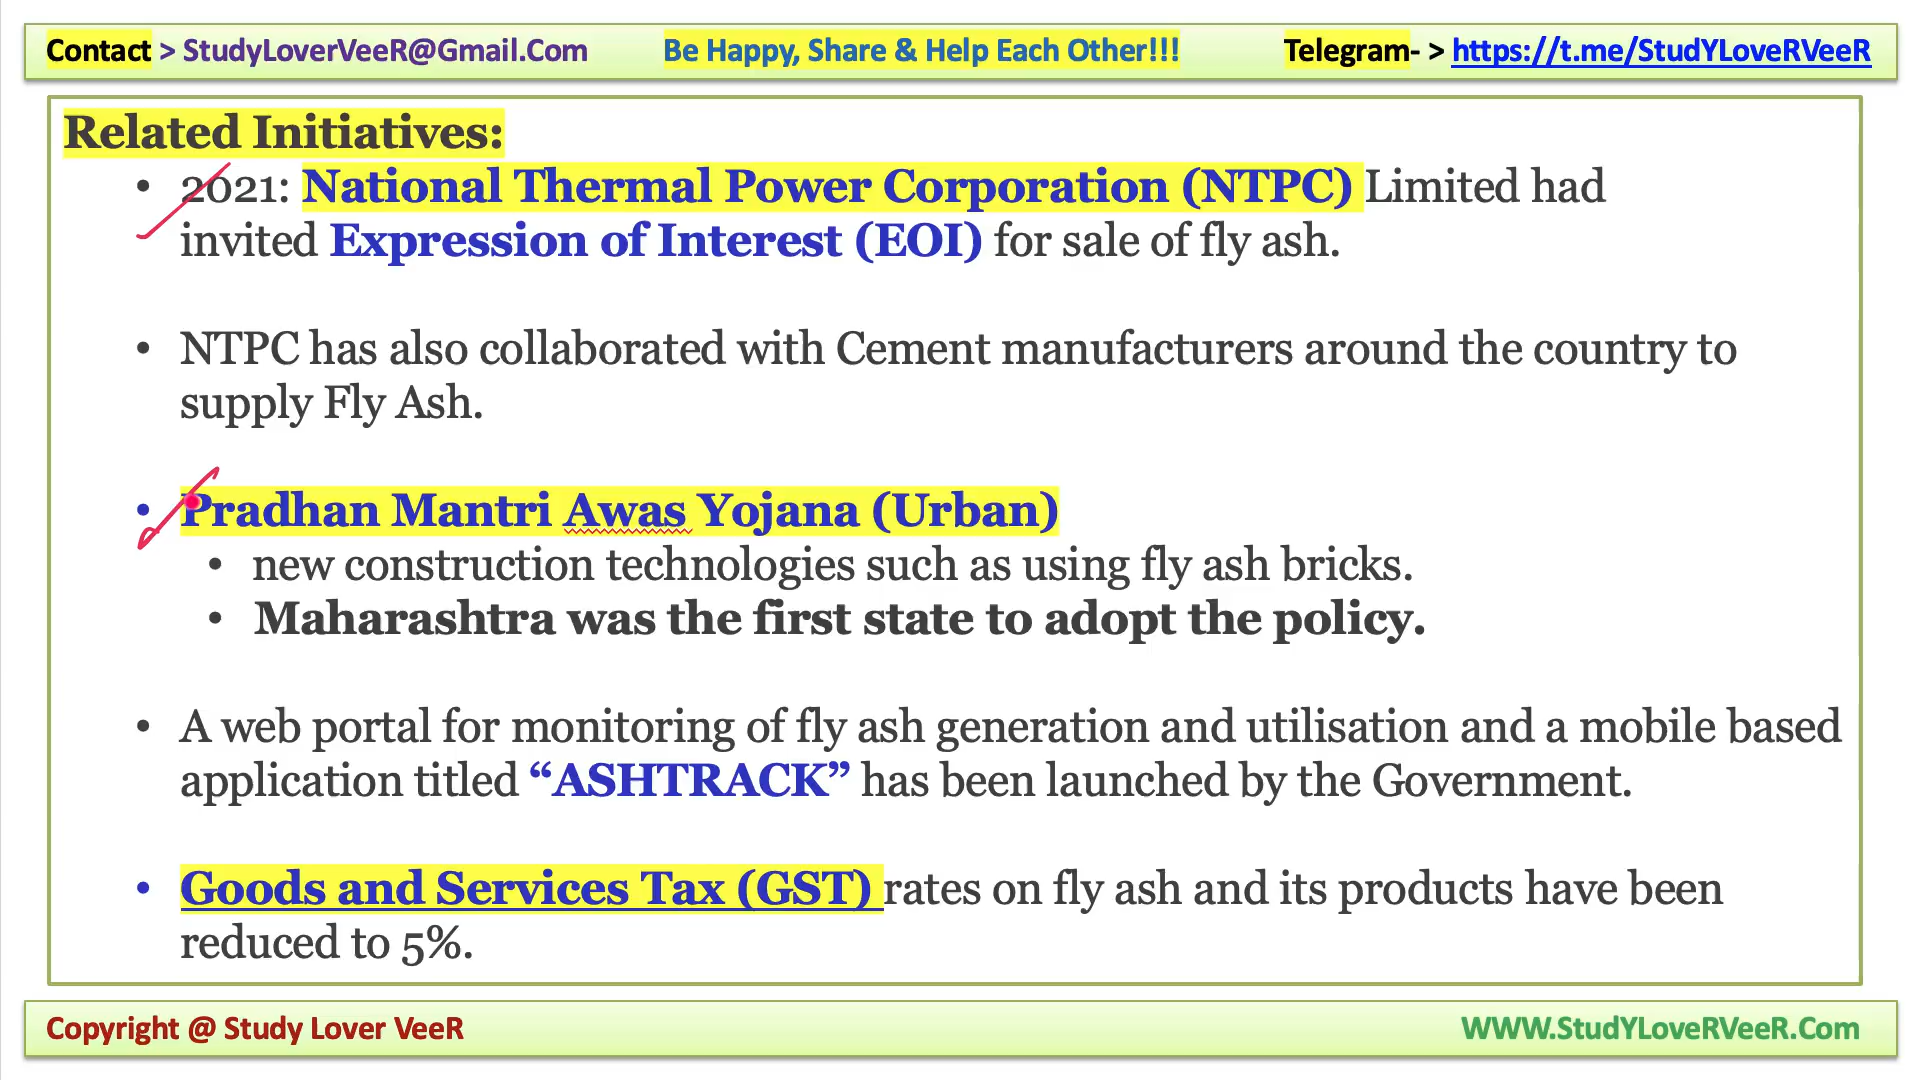 Contact > StudyLoverVeeR@Gmail.Com Be Happy, Share & Help Each Other!!! Telegram- > https://t.me/StudYLoveRVeeR
Related Initiatives:
• 2021: National Thermal Power Corporation (NTPC) Limited had
invited Expression of Interest (EOI) for sale of fly ash.
• NTPC has also collaborated with Cement manufacturers around the country to
supply Fly Ash.
• Pradhan Mantri Awas Yojana (Urban)
• new construction technologies such as using fly ash bricks.
• Maharashtra was the first state to adopt the policy.
• A web portal for monitoring of fly ash generation and utilisation and a mobile based
application titled “ASHTRACK” has been launched by the Government.
• Goods and Services Tax (GST) rates on fly ash and its products have been
reduced to 5%.
Copyright @ Study Lover VeeR WWW.StudYLoveRVeeR.Com